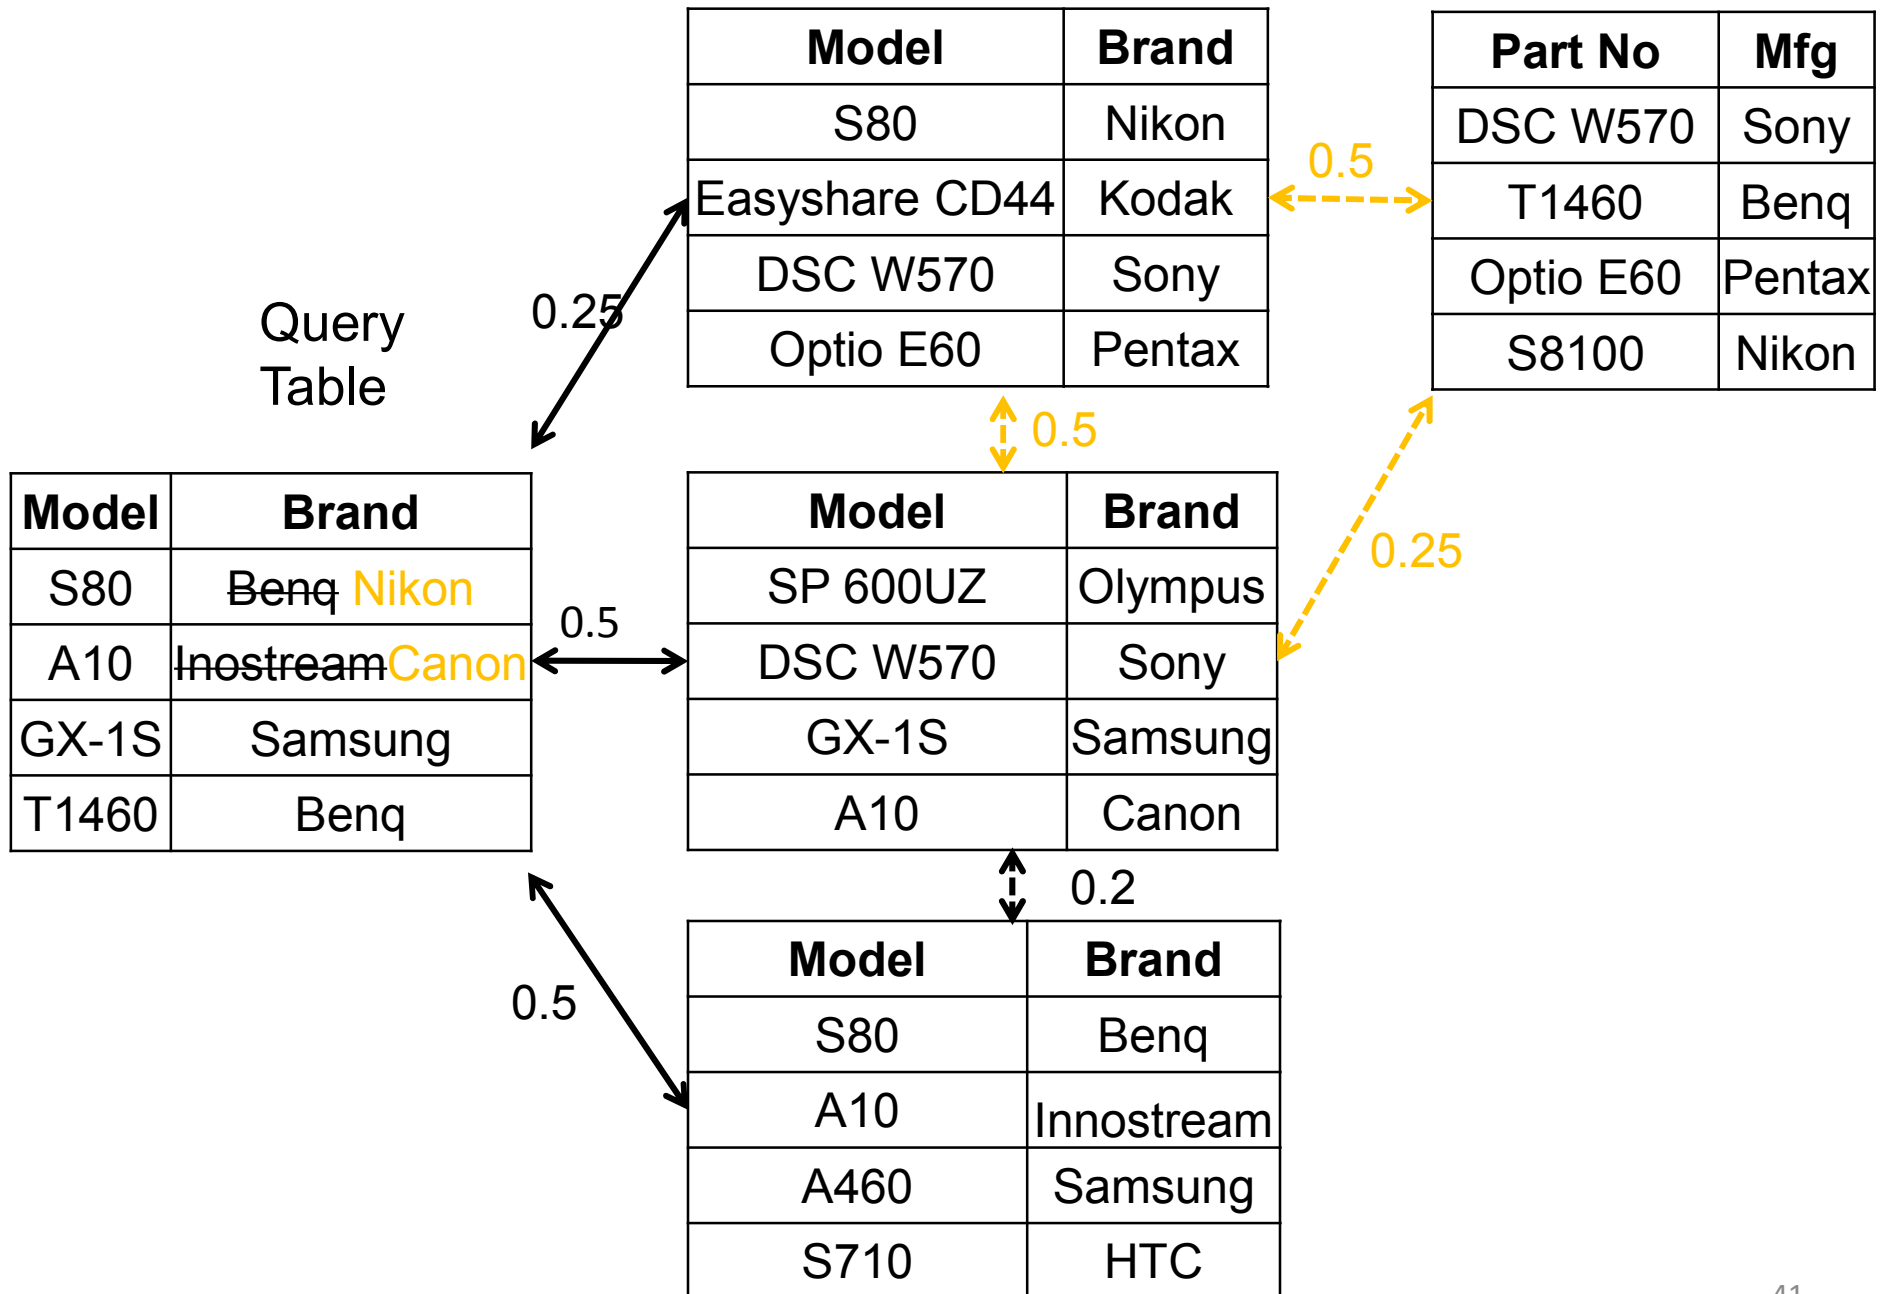 Model Brand
S80 Nikon
Easyshare CD44 Kodak
DSC W570 Sony
Optio E60 Pentax
Part No Mfg
DSC W570 Sony
T1460 Benq
Optio E60 Pentax
S8100 Nikon
0.5
0.25
Query
Table
0.5
0.25
Model Brand
S80 Benq Nikon
A10 Inostream Canon
GX-1S Samsung
T1460 Benq
0.5
Model Brand
SP 600UZ Olympus
DSC W570 Sony
GX-1S Samsung
A10 Canon
0.2
0.5
Model Brand
S80 Benq
A10 Innostream
A460 Samsung
S710 HTC
41